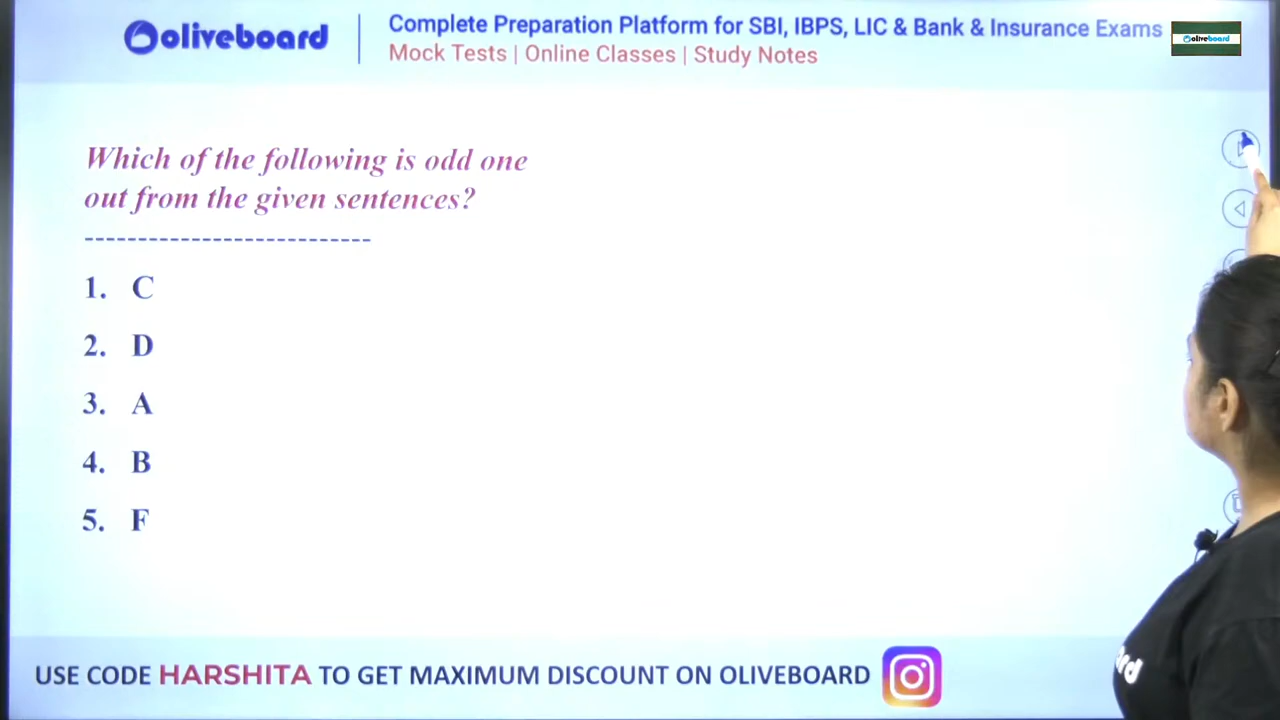 oliveboard
Complete Preparation Platform for SBI, IBPS, LIC & Bank & Insurance Exams
Mock Tests | Online Classes | Study Notes
oliveboard
Which of the following is odd one
out from the given sentences?
---------------------------
1. C
2. D
3. A
4. B
5. F
ard
USE CODE HARSHITA TO GET MAXIMUM DISCOUNT ON OLIVEBOARD